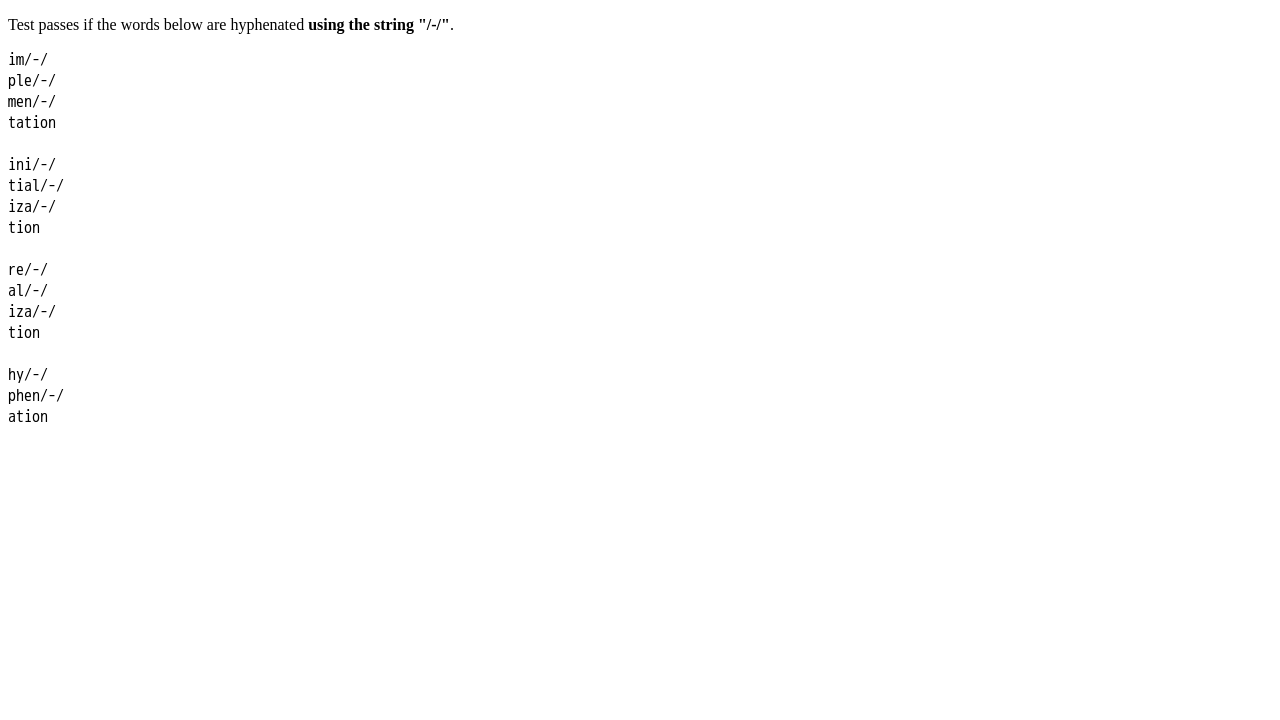 Test passes if the words below are hyphenated using the string "/-/".
im/-/
ple/-/
men/-/
tation
ini/-/
tial/-/
iza/-/
tion
re/-/
al/-/
iza/-/
tion
hy/-/
phen/-/
ation